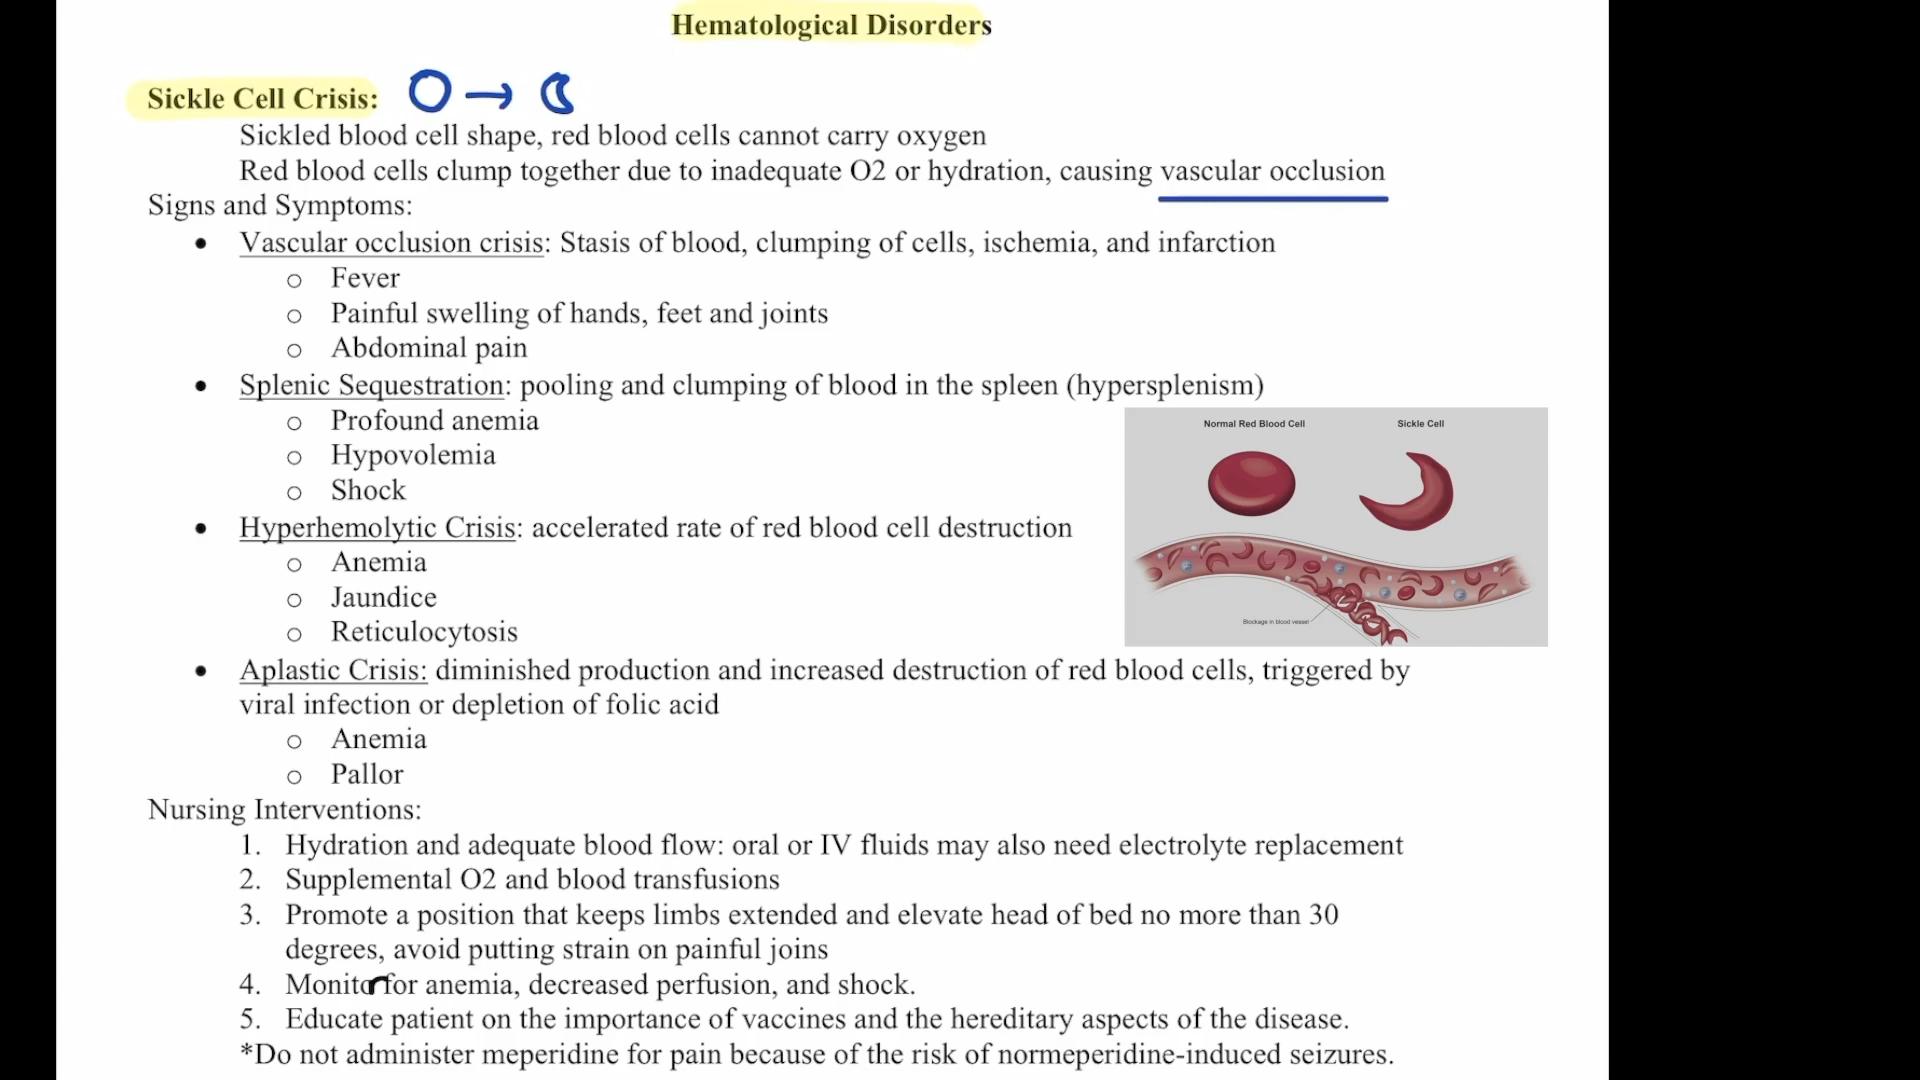 Hematological Disorders
Sickle Cell Crisis:
Sickled blood cell shape, red blood cells cannot carry oxygen
Red blood cells clump together due to inadequate O2 or hydration, causing vascular occlusion
Signs and Symptoms:
• Vascular occlusion crisis: Stasis of blood, clumping of cells, ischemia, and infarction
o Fever
o Painful swelling of hands, feet and joints
o Abdominal pain
• Splenic Sequestration: pooling and clumping of blood in the spleen (hypersplenism)
o Profound anemia
o Hypovolemia
o Shock
• Hyperhemolytic Crisis: accelerated rate of red blood cell destruction
o Anemia
o Jaundice
o Reticulocytosis
Normal Red Blood Cell
Sickle Cell
Blockage in blood vessel
• Aplastic Crisis: diminished production and increased destruction of red blood cells, triggered by
viral infection or depletion of folic acid
o Anemia
o Pallor
Nursing Interventions:
1. Hydration and adequate blood flow: oral or IV fluids may also need electrolyte replacement
2. Supplemental O2 and blood transfusions
3. Promote a position that keeps limbs extended and elevate head of bed no more than 30
degrees, avoid putting strain on painful joins
4. Monitor for anemia, decreased perfusion, and shock.
5. Educate patient on the importance of vaccines and the hereditary aspects of the disease.
*Do not administer meperidine for pain because of the risk of normeperidine-induced seizures.